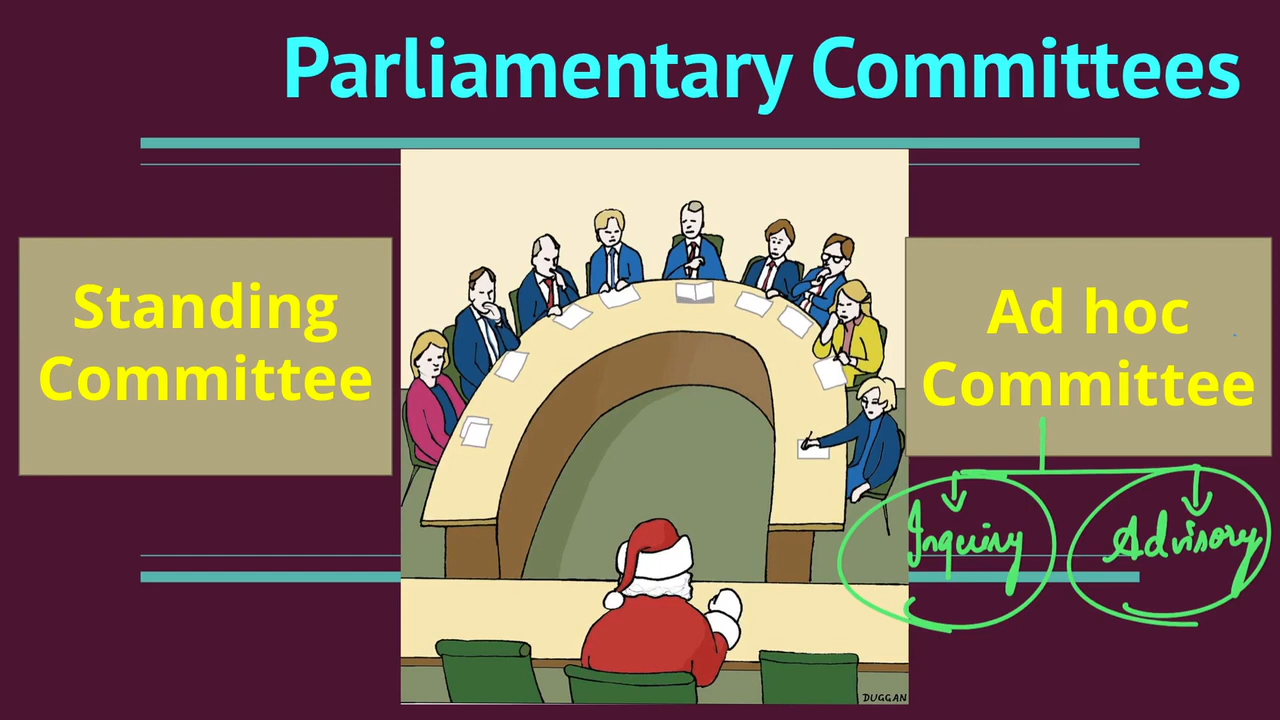 Parliamentary Committees
Standing
Committee
Ad hoc
Committee
Inquiry
Advisory
DUGGAN